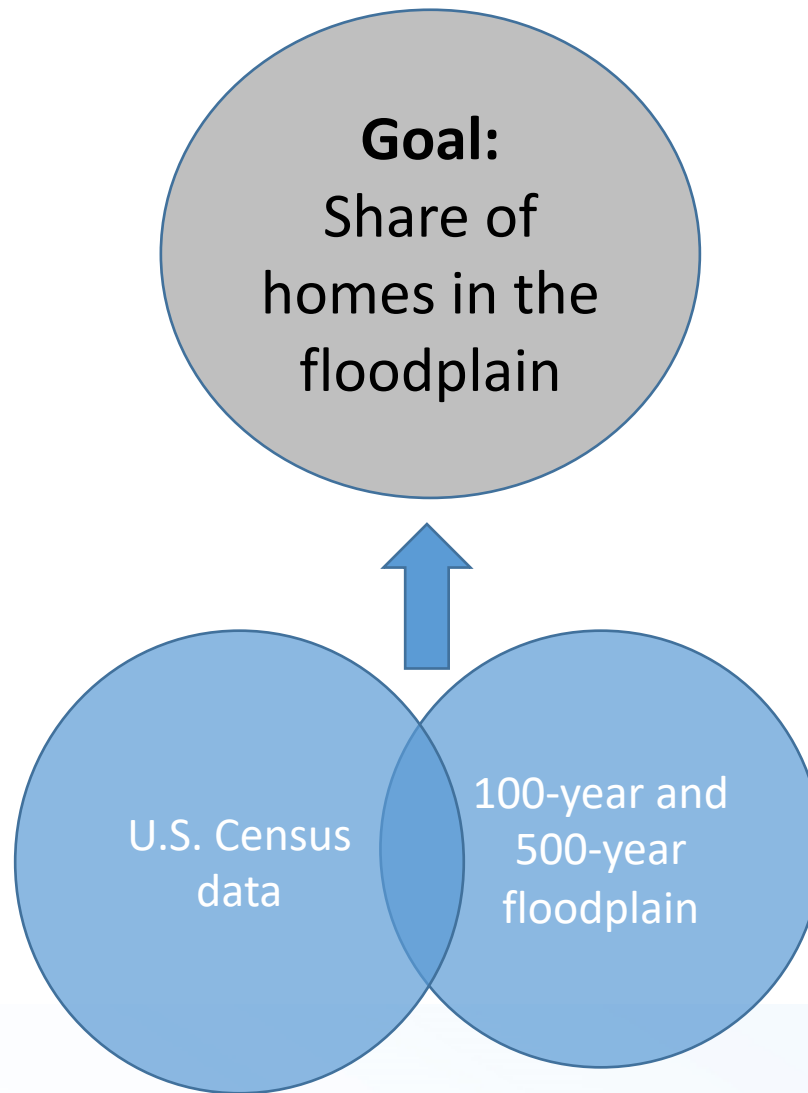 Goal:
Share of
homes in the
floodplain
U.S. Census
data
100-year and
500-year
floodplain